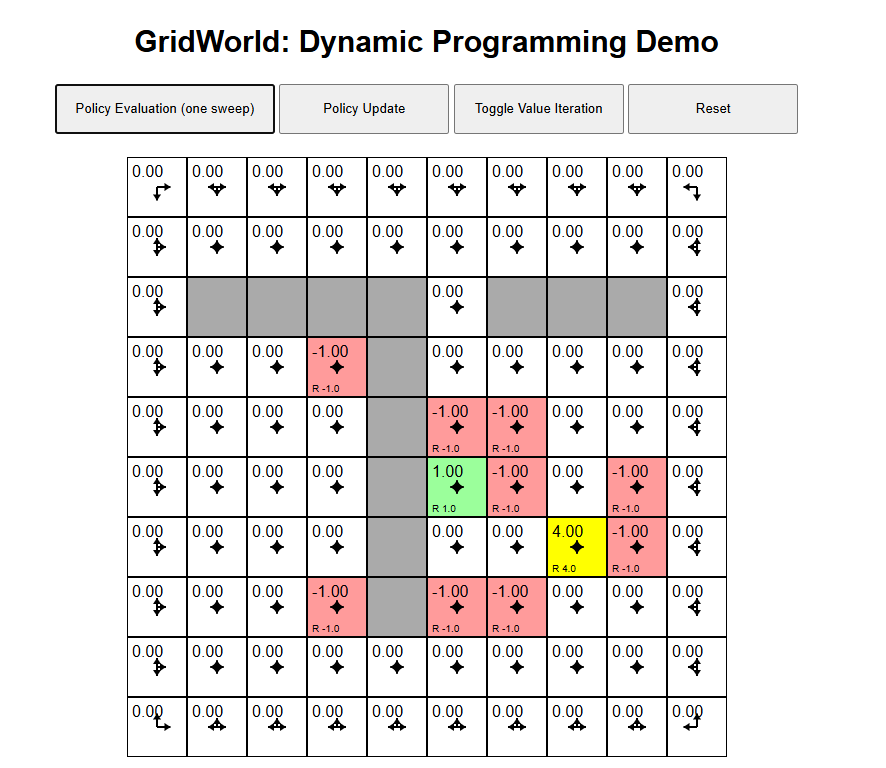 GridWorld: Dynamic Programming Demo
Policy Evaluation (one sweep) Policy Update Toggle Value Iteration Reset
0.00 0.00 0.00 0.00 0.00 0.00 0.00 0.00 0.00 0.00
0.00 0.00 0.00 0.00 0.00 0.00 0.00 0.00 0.00 0.00
0.00 0.00 0.00
0.00 0.00 0.00 -1.00 0.00 0.00 0.00 0.00 0.00
R -1.0
0.00 0.00 0.00 0.00 -1.00 -1.00 0.00 0.00 0.00
R -1.0 R -1.0
0.00 0.00 0.00 0.00 1.00 -1.00 0.00 -1.00 0.00
R 1.0 R -1.0 R -1.0
0.00 0.00 0.00 0.00 0.00 0.00 4.00 -1.00 0.00
R 4.0 R -1.0
0.00 0.00 0.00 -1.00 -1.00 -1.00 0.00 0.00 0.00
R -1.0 R -1.0 R -1.0
0.00 0.00 0.00 0.00 0.00 0.00 0.00 0.00 0.00 0.00
0.00 0.00 0.00 0.00 0.00 0.00 0.00 0.00 0.00 0.00